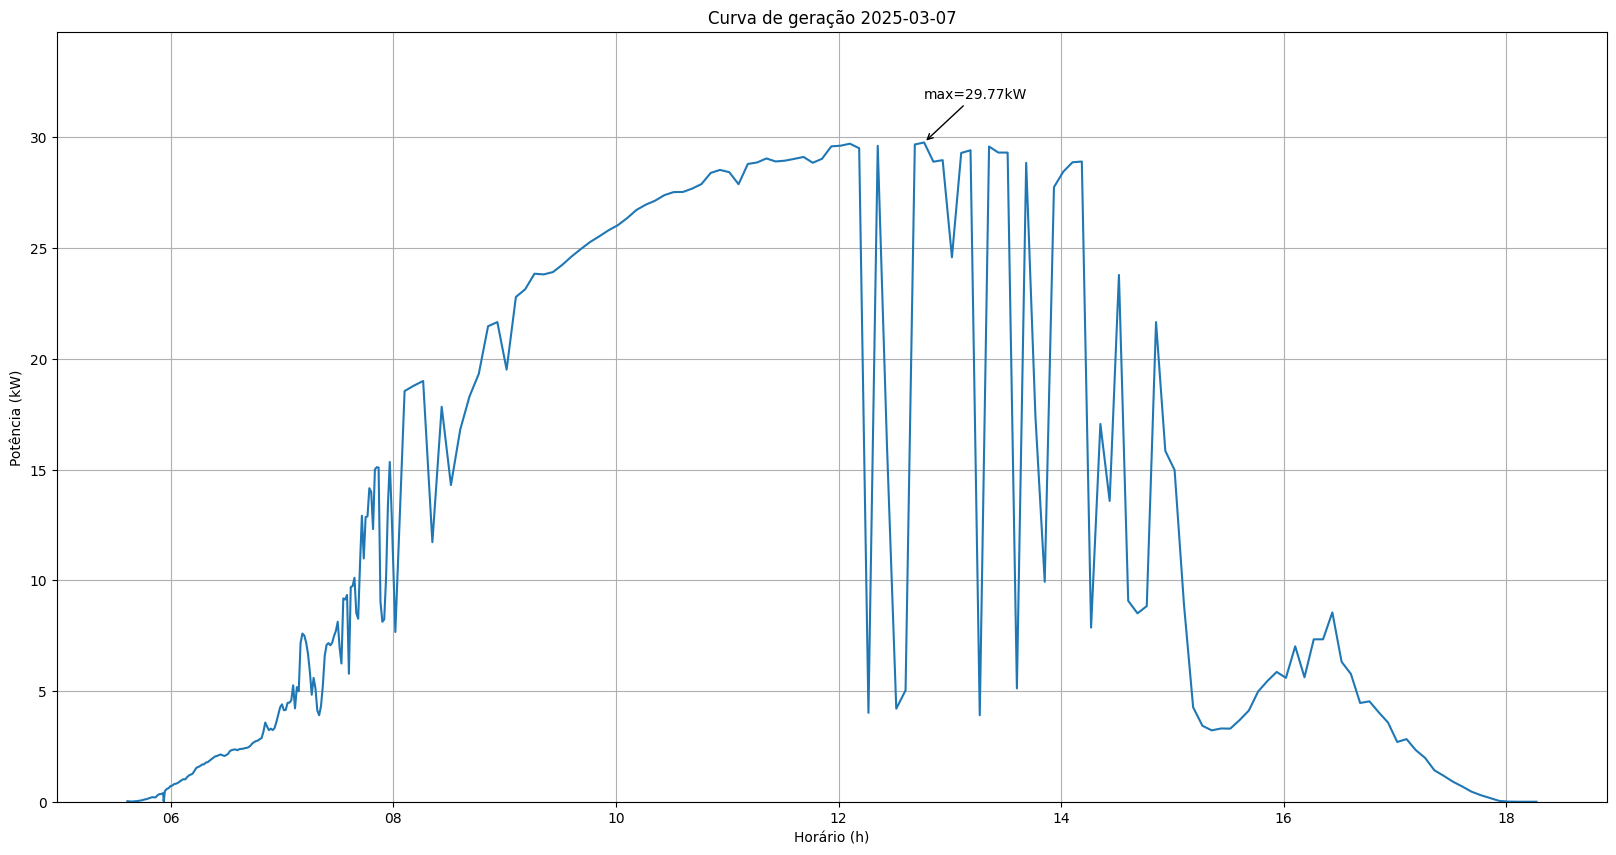 Curva de geração 2025-03-07
max=29.77kW
30
25
20
15
10
5
0
Potência (kW)
06 08 10 12 14 16 18
Horário (h)